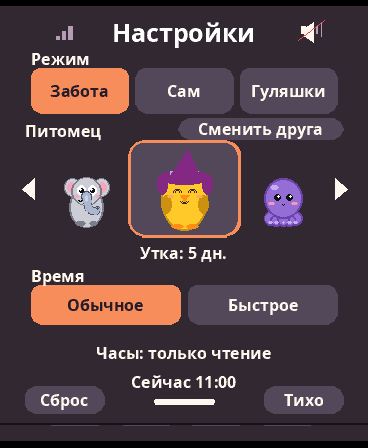 Настройки
Режим
Забота Сам Гуляшки
Питомец Сменить друга
Утка: 5 дн.
Время
Обычное Быстрое
Часы: только чтение
Сейчас 11:00
Сброс Тихо